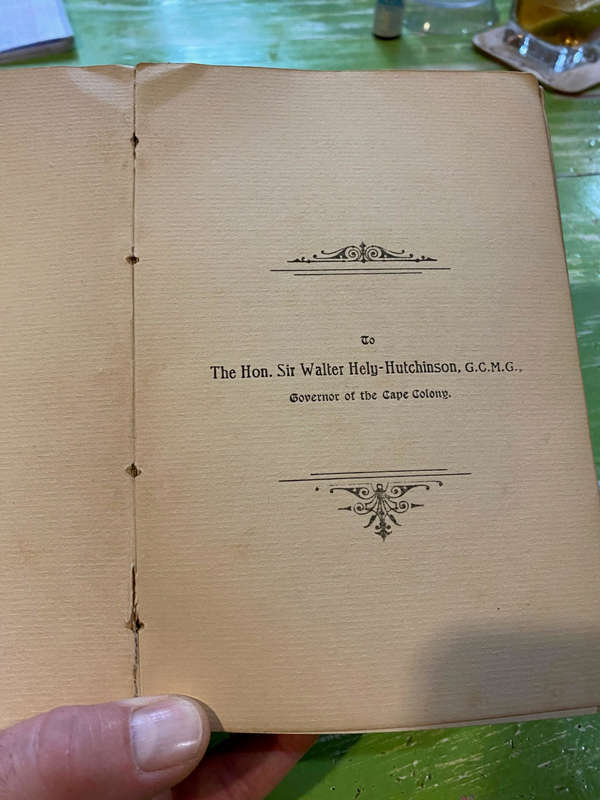 To
The Hon. Sir Walter Hely-Hutchinson, G.C.M.G.,
Governor of the Cape Colony.